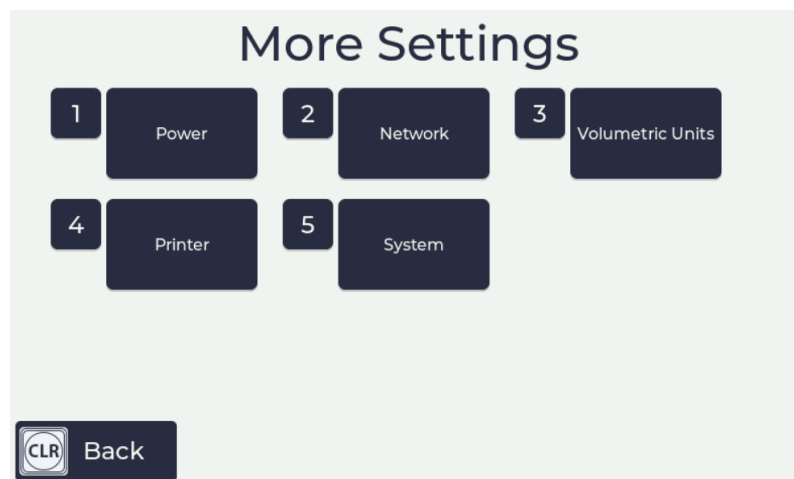 More Settings
1 Power 2 Network 3 Volumetric Units
4 Printer 5 System
CLR Back